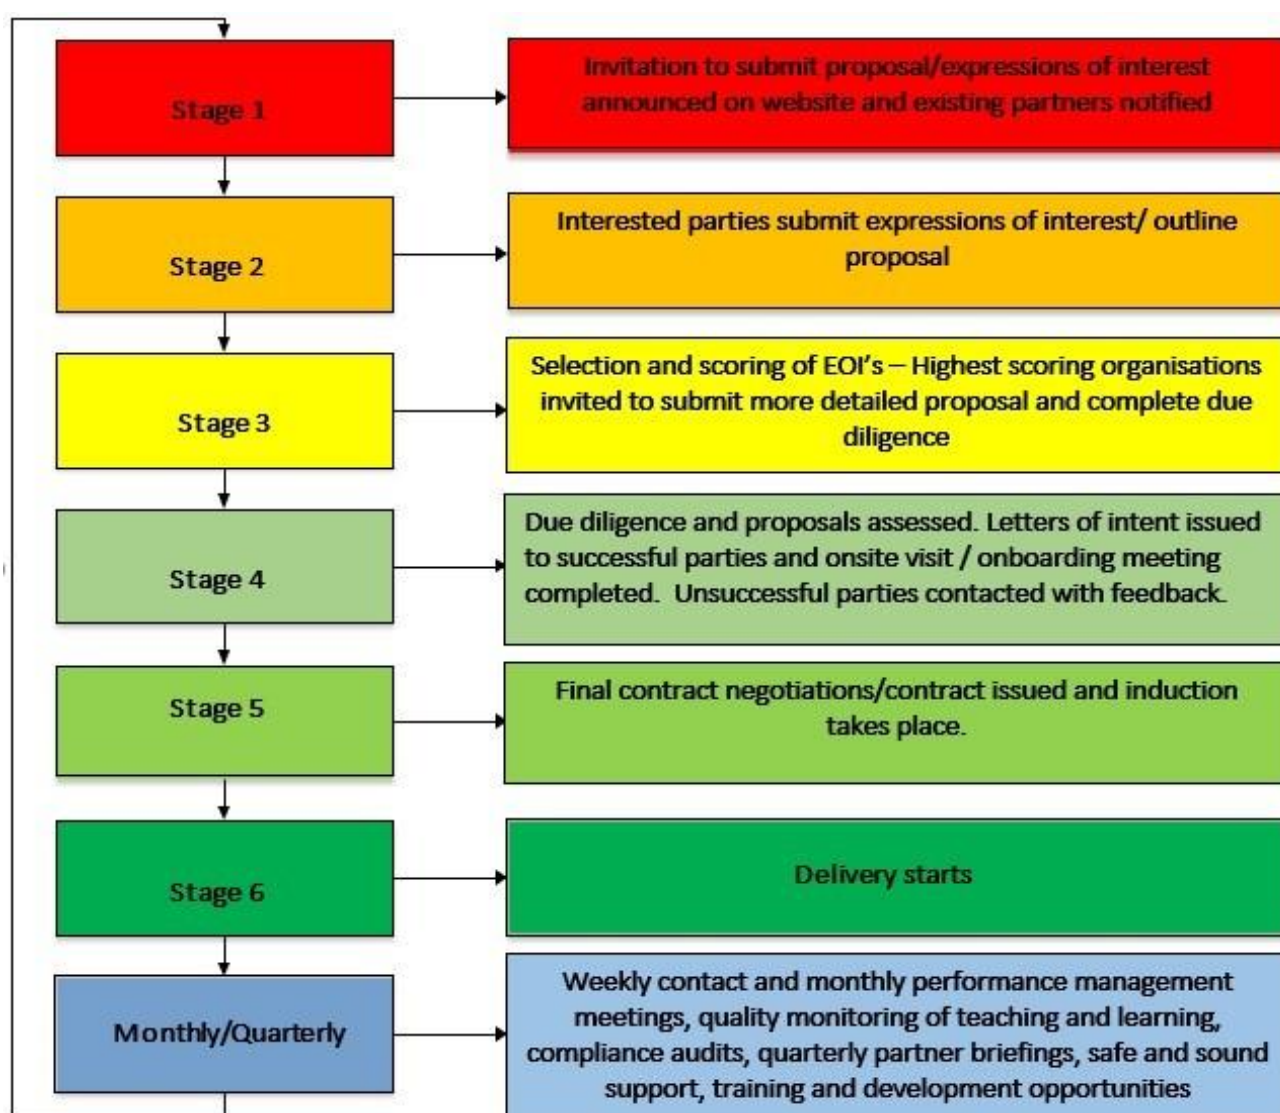 Stage 1
Invitation to submit proposal/expressions of interest
announced on website and existing partners notified
Stage 2
Interested parties submit expressions of interest/ outline
proposal
Stage 3
Selection and scoring of EOI's – Highest scoring organisations
invited to submit more detailed proposal and complete due
diligence
Stage 4
Due diligence and proposals assessed. Letters of intent issued
to successful parties and onsite visit / onboarding meeting
completed.  Unsuccessful parties contacted with feedback.
Stage 5
Final contract negotiations/contract issued and induction
takes place.
Stage 6
Delivery starts
Monthly/Quarterly
Weekly contact and monthly performance management
meetings, quality monitoring of teaching and learning,
compliance audits, quarterly partner briefings, safe and sound
support, training and development opportunities